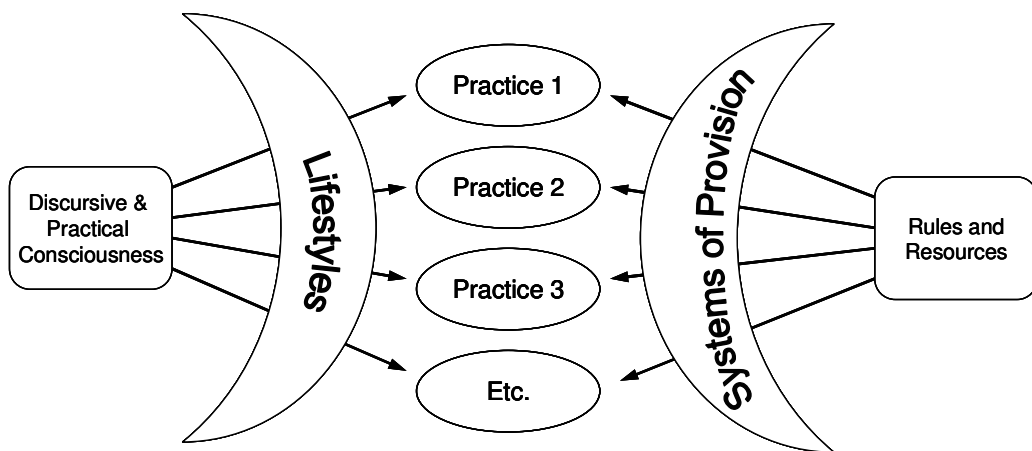 Discursive &
Practical
Consciousness
Lifestyles
Practice 1
Practice 2
Practice 3
Etc.
Systems of Provision
Rules and
Resources